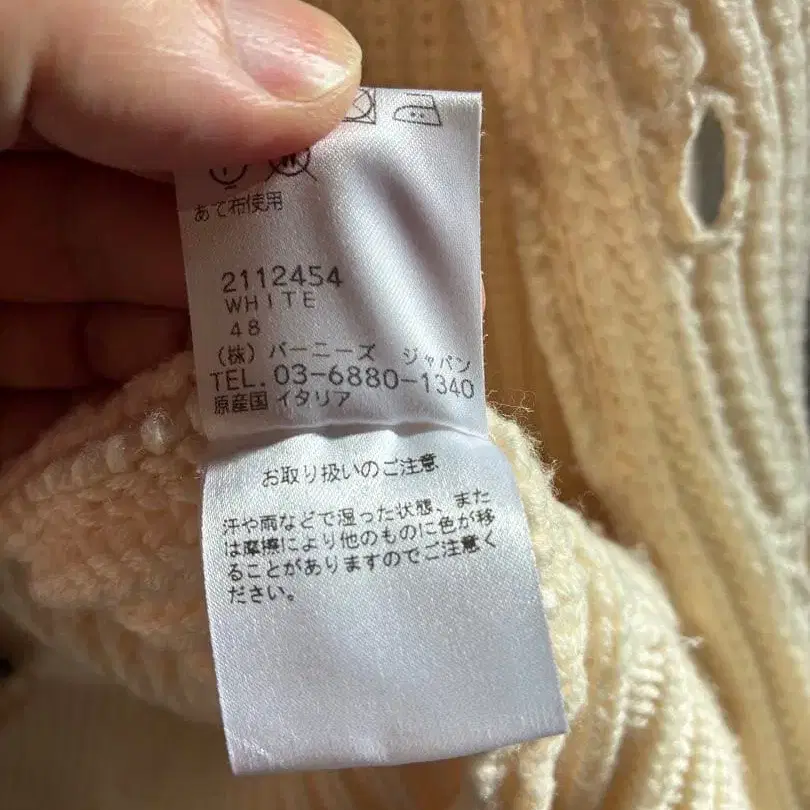 あて布使用
2112454
WHITE
48
(株) バーニーズ ジャパン
TEL. 03-6880-1340
原産国 イタリア
お取り扱いのご注意
汗や雨などで湿った状態、また
は摩擦により他のものに色が移
ることがありますのでご注意く
ださい。